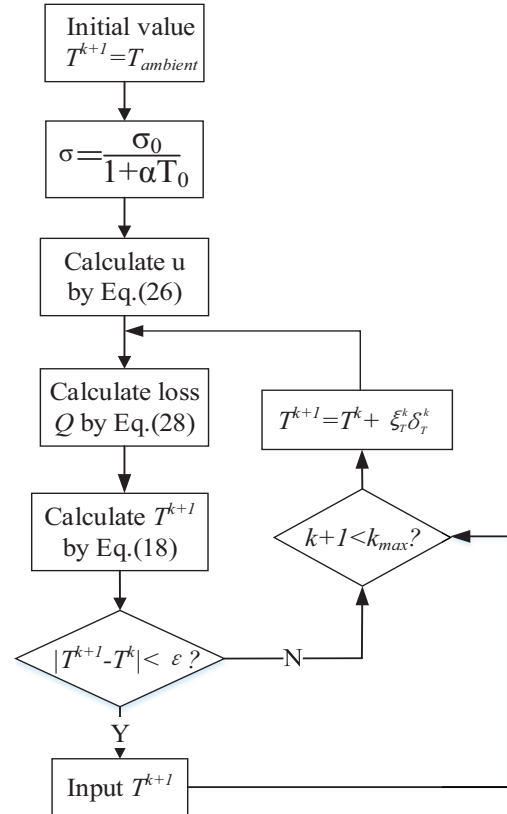 Initial value
T^{k+1}=T_{ambient}
σ=σ_0/1+αT_0
Calculate u
by Eq.(26)
Calculate loss
Q by Eq.(28)
T^{k+1}=T^k+ ξ_T^k δ_T^k
Calculate T^{k+1}
by Eq.(18)
k+1<k_{max}?
|T^{k+1}-T^k|< ε?
N
Y
Input T^{k+1}